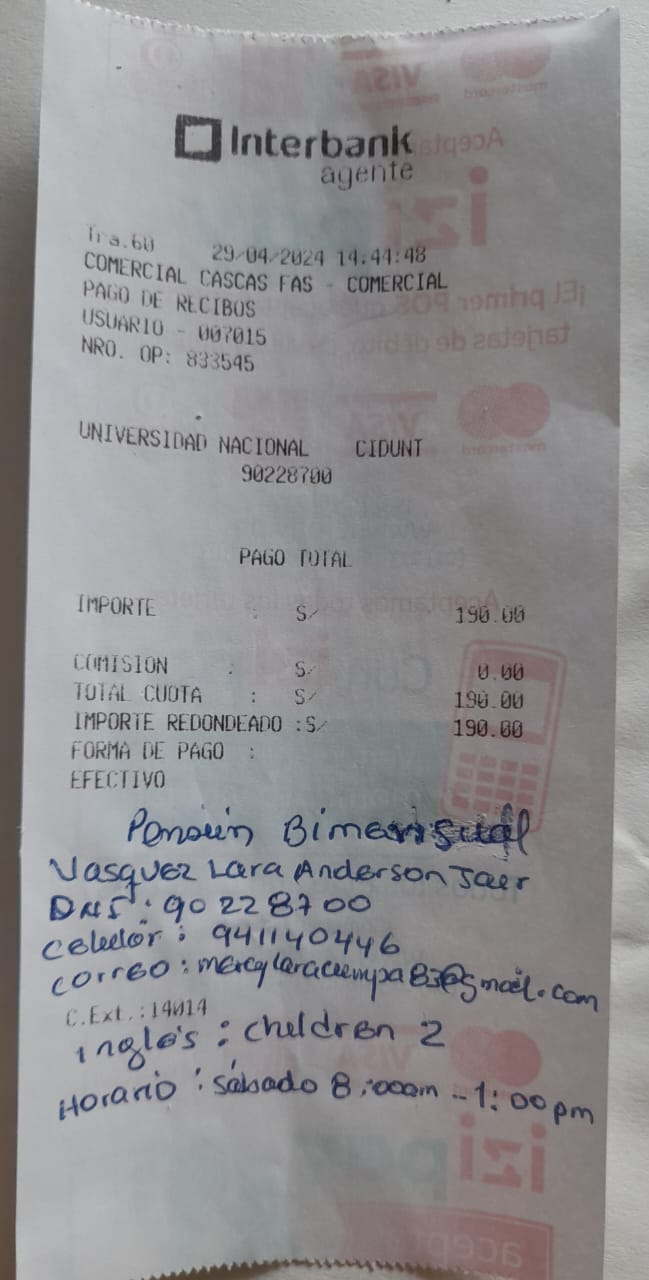 Interbank
agente
Tra.60 29/04/2024 14:44:48
COMERCIAL CASCAS FAS - COMERCIAL
PAGO DE RECIBOS
USUARIO - 007015
NRO. OP: 833545
UNIVERSIDAD NACIONAL CIDUNT
90228700
PAGO TOTAL
IMPORTE : S/ 190.00
COMISION : S/ 0.00
TOTAL CUOTA : S/ 190.00
IMPORTE REDONDEADO :S/ 190.00
FORMA DE PAGO :
EFECTIVO
Pensión Bimensual
Vasquez Lara Anderson Jaer
DNI : 90228700
Celular : 941140446
correo : @gmail.com
C.Ext.:14014
inglés : children 2
Horario : sábado 8:00am - 1:00pm